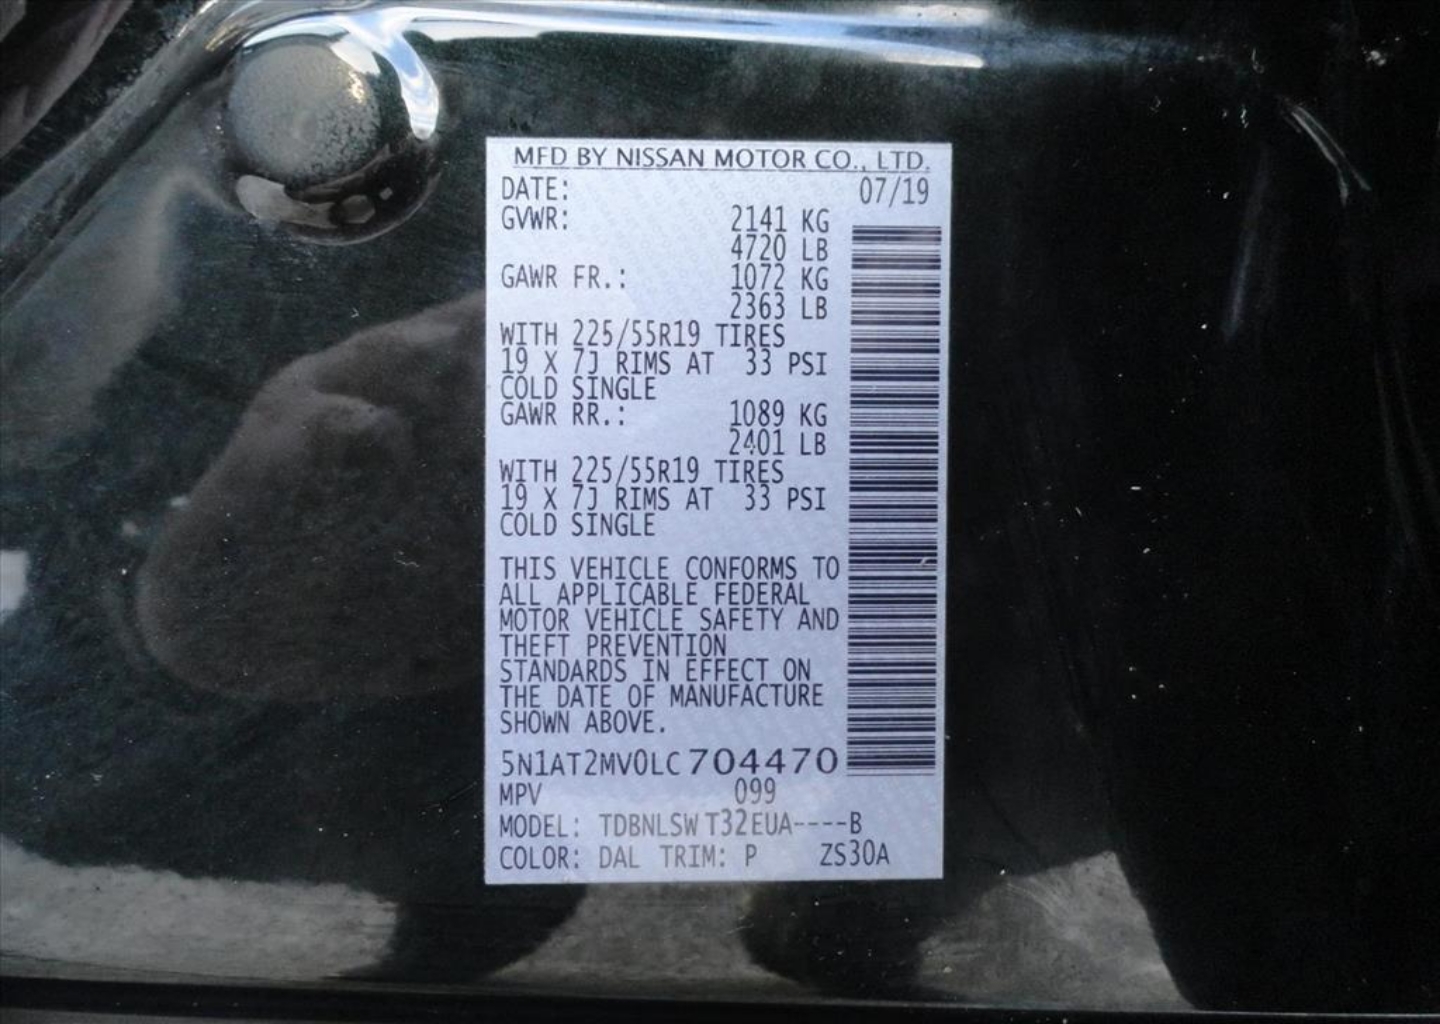 MFD BY NISSAN MOTOR CO., LTD.
DATE: 07/19
GVWR: 2141 KG
4720 LB
GAWR FR.: 1072 KG
2363 LB
WITH 225/55R19 TIRES
19 X 7J RIMS AT 33 PSI
COLD SINGLE
GAWR RR.: 1089 KG
2401 LB
WITH 225/55R19 TIRES
19 X 7J RIMS AT 33 PSI
COLD SINGLE
THIS VEHICLE CONFORMS TO
ALL APPLICABLE FEDERAL
MOTOR VEHICLE SAFETY AND
THEFT PREVENTION
STANDARDS IN EFFECT ON
THE DATE OF MANUFACTURE
SHOWN ABOVE.
5N1AT2MV0LC704470
MPV 099
MODEL: TDBNLSW T32EUA----B
COLOR: DAL TRIM: P ZS30A